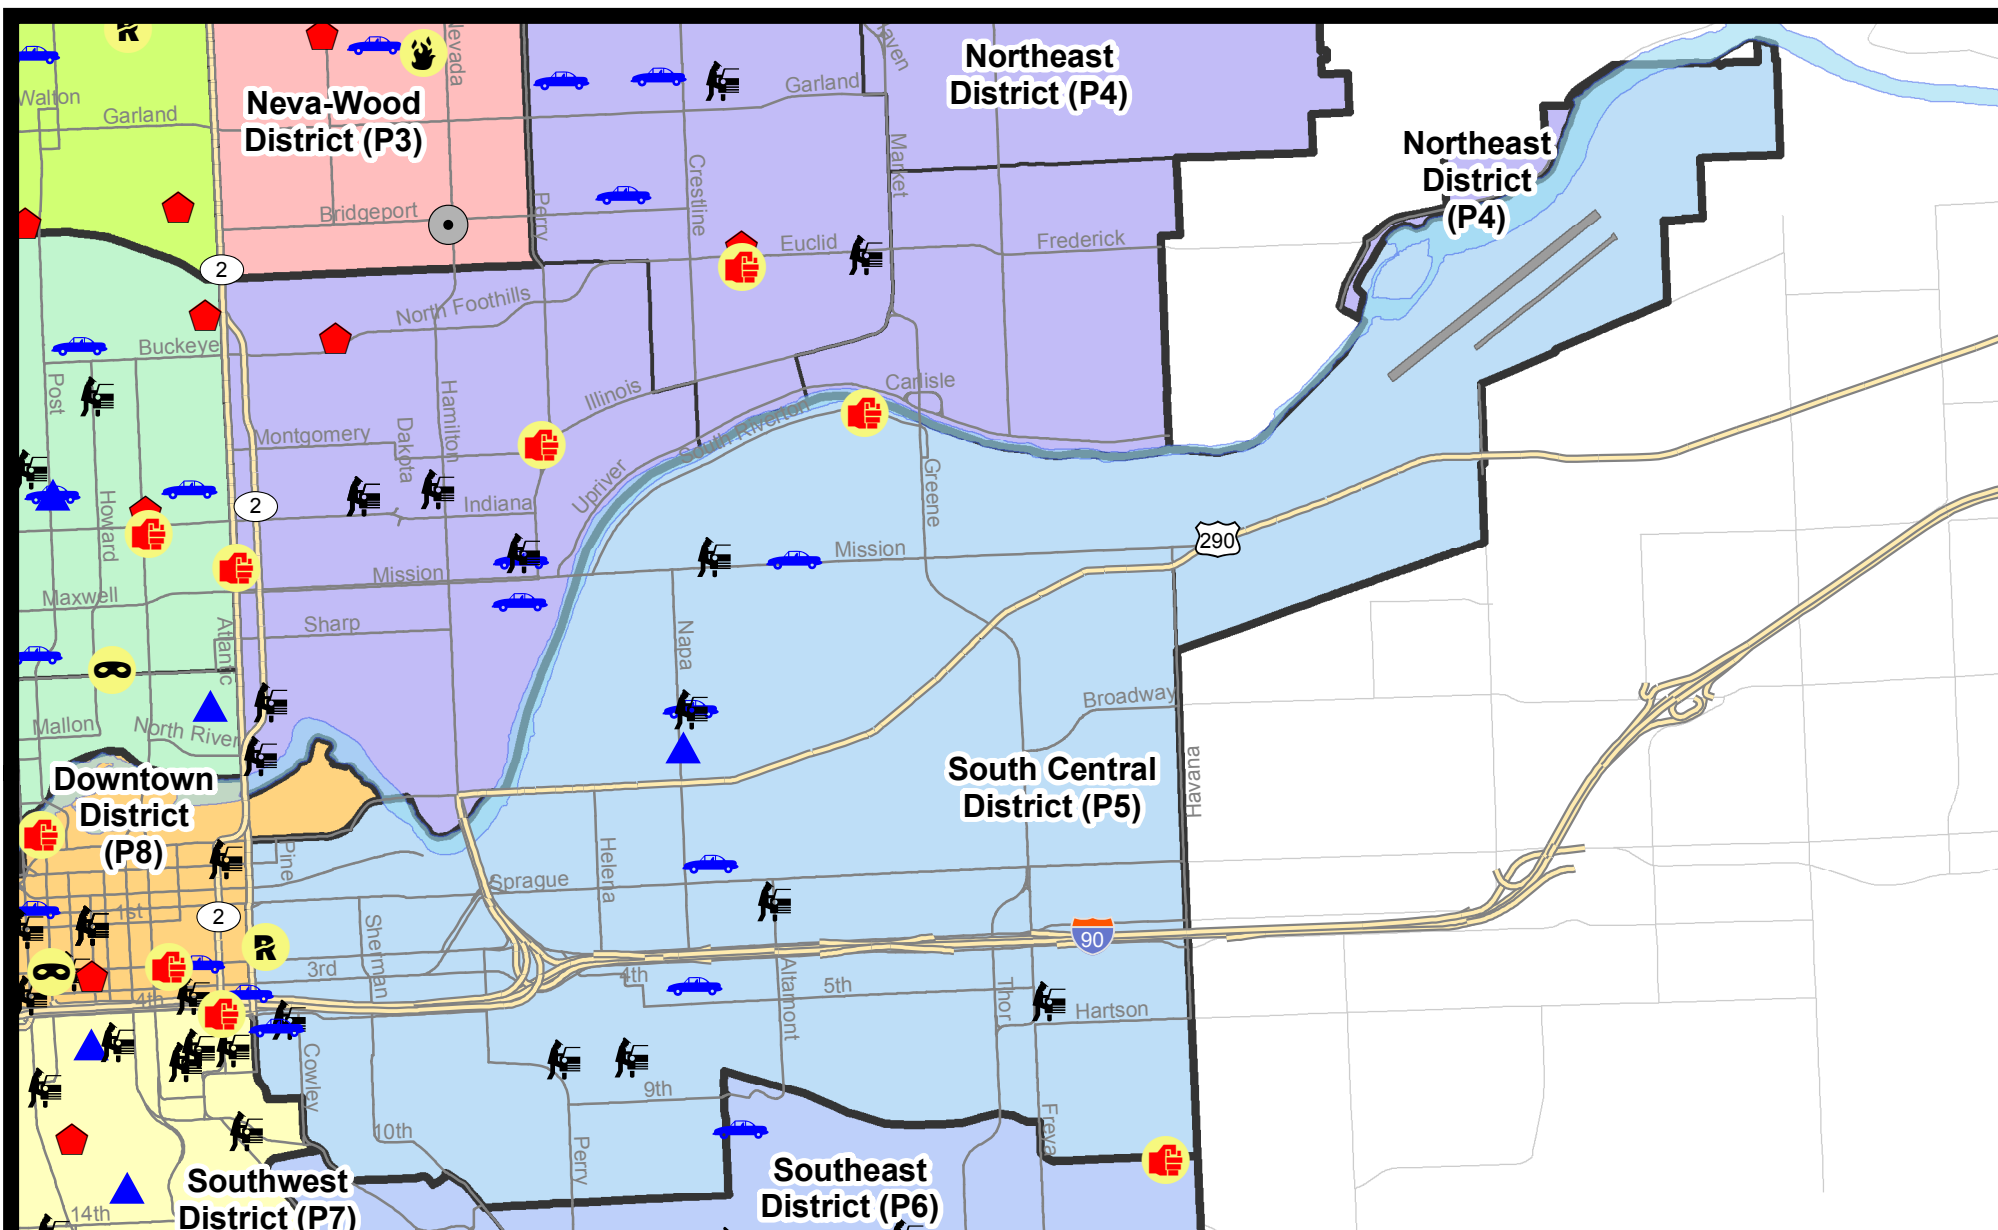 Northeast
District (P4)
Neva-Wood
District (P3)
Northeast
District
(P4)
Nevada
Walton
Garland
Garland
Market
Crestline
Perry
Bridgeport
Euclid
Frederick
2
North Foothills
Buckeye
Post
Hamilton
Illinois
Carlisle
Montgomery
Dakota
South Riverton
Upriver
Greene
Howard
2
Indiana
290
Mission
Mission
Maxwell
Sharp
Atlantic
Napa
Mallon
North River
Broadway
Havana
Downtown
District
(P8)
South Central
District (P5)
Pine
Helena
Sprague
1st
2
Sherman
90
3rd
4th
5th
4th
Altamont
Thor
Hartson
Cowley
9th
10th
Perry
Freya
Southwest
District (P7)
Southeast
District (P6)
14th